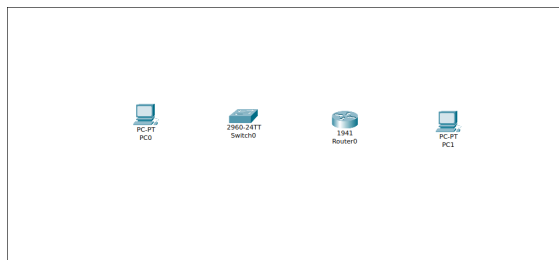 PC-PT
PC0
2960-24TT
Switch0
1941
Router0
PC-PT
PC1